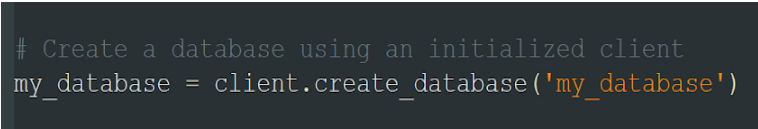 # Create a database using an initialized client
my_database = client.create_database('my_database')